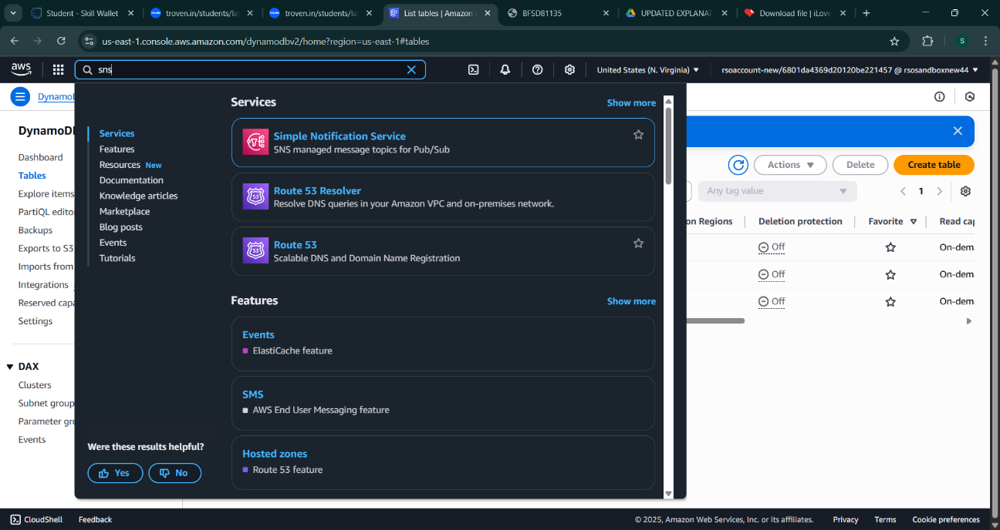 Student - Skill Wallet
troven.in/students/la
troven.in/students/la
List tables | Amazon
BFSD81135
UPDATED EXPLANAT
Download file | iLove
us-east-1.console.aws.amazon.com/dynamodbv2/home?region=us-east-1#tables
S
aws
sns
United States (N. Virginia)
rsoaccount-new/6801da4369d20120be221457 @ rsosandboxnew44
Dynamo
DynamoD
Dashboard
Tables
Explore items
PartiQL edito
Backups
Exports to S3
Imports from
Integrations
Reserved capa
Settings
DAX
Clusters
Subnet group
Parameter gro
Events
Services
Features
Resources New
Documentation
Knowledge articles
Marketplace
Blog posts
Events
Tutorials
Were these results helpful?
Yes
No
Services
Show more
Simple Notification Service
SNS managed message topics for Pub/Sub
53
Route 53 Resolver
Resolve DNS queries in your Amazon VPC and on-premises network.
53
Route 53
Scalable DNS and Domain Name Registration
Features
Show more
Events
ElastiCache feature
SMS
AWS End User Messaging feature
Hosted zones
Route 53 feature
Actions
Delete
Create table
Any tag value
1
on Regions
Deletion protection
Favorite
Read cap
Off
On-dem
Off
On-dem
Off
On-dem
CloudShell
Feedback
© 2025, Amazon Web Services, Inc. or its affiliates.
Privacy
Terms
Cookie preferences